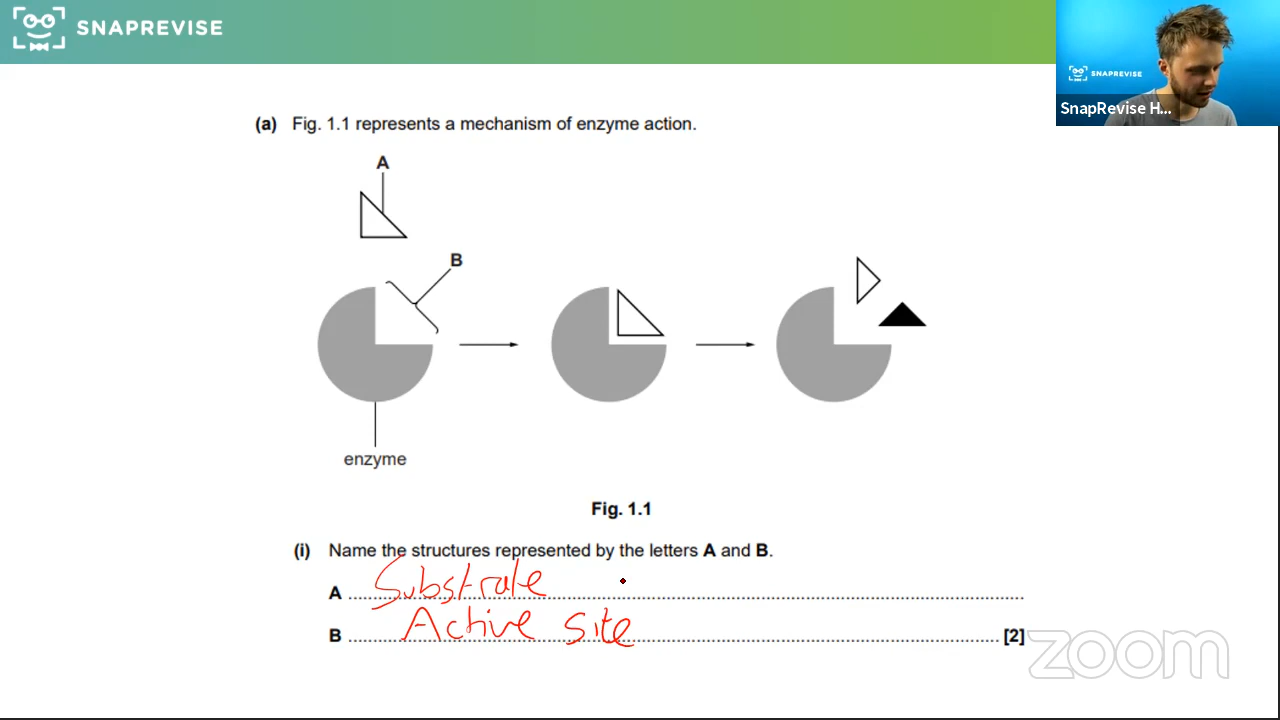 SNAPREVISE
SNAPREVISE
SnapRevise H...
(a) Fig. 1.1 represents a mechanism of enzyme action.
A
B
enzyme
Fig. 1.1
(i) Name the structures represented by the letters A and B.
A Substrate
B Active site [2]
zoom